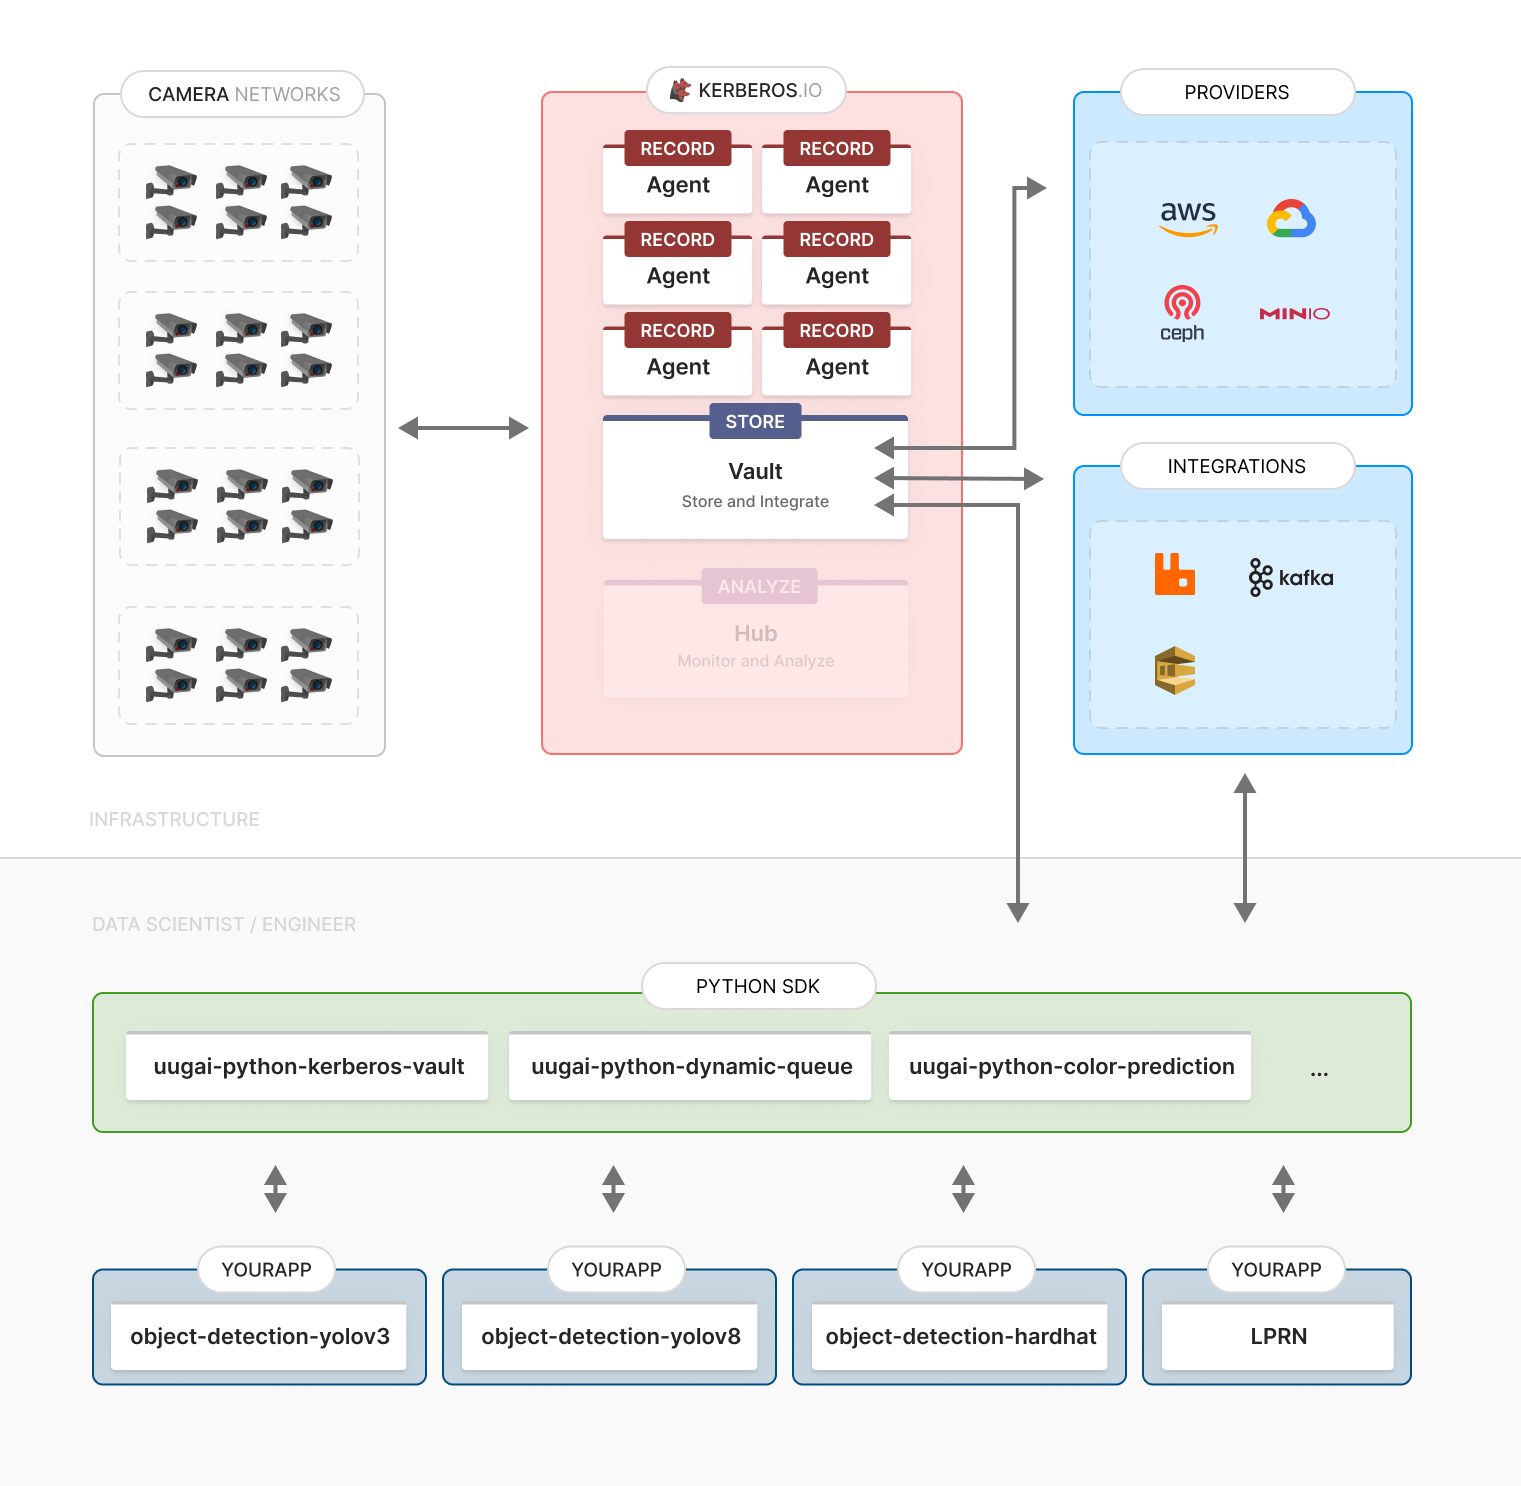 CAMERA NETWORKS
KERBEROS.IO
RECORD
Agent
RECORD
Agent
RECORD
Agent
RECORD
Agent
RECORD
Agent
RECORD
Agent
STORE
Vault
Store and Integrate
ANALYZE
Hub
Monitor and Analyze
PROVIDERS
aws
ceph
MINIO
INTEGRATIONS
kafka
INFRASTRUCTURE
DATA SCIENTIST / ENGINEER
PYTHON SDK
uugai-python-kerberos-vault
uugai-python-dynamic-queue
uugai-python-color-prediction
...
YOURAPP
object-detection-yolov3
YOURAPP
object-detection-yolov8
YOURAPP
object-detection-hardhat
YOURAPP
LPRN